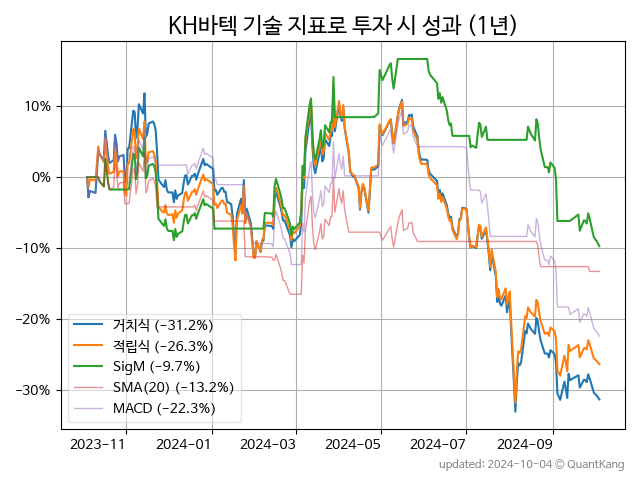 KH바텍 기술 지표로 투자 시 성과 (1년)
10%
0%
−10%
−20%
−30%
거치식 (−31.2%)
적립식 (−26.3%)
SigM (−9.7%)
SMA(20) (−13.2%)
MACD (−22.3%)
2023−11 2024−01 2024−03 2024−05 2024−07 2024−09
updated: 2024-10-04 © QuantKang